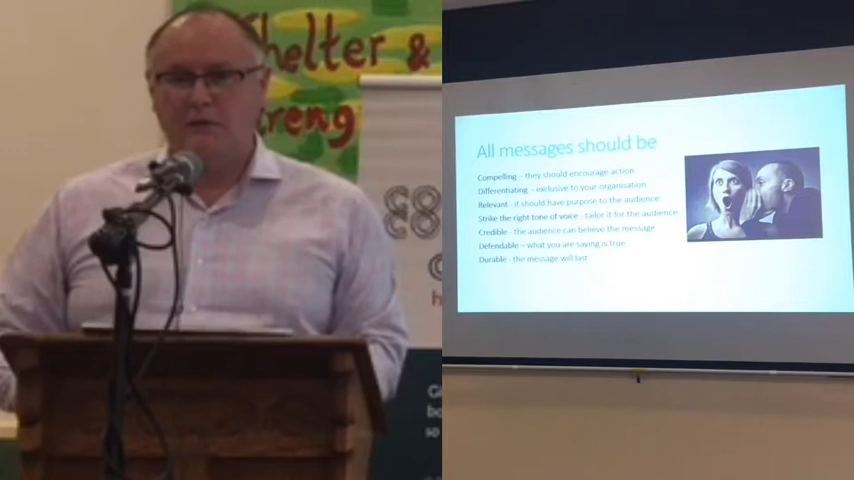 Shelter &
Streng
All messages should be
Compelling – they should encourage action
Differentiating – exclusive to your organisation
Relevant - it should have purpose to the audience
Strike the right tone of voice - tailor it for the audience
Credible - the audience can believe the message
Defendable – what you are saying is true
Durable - the message will last